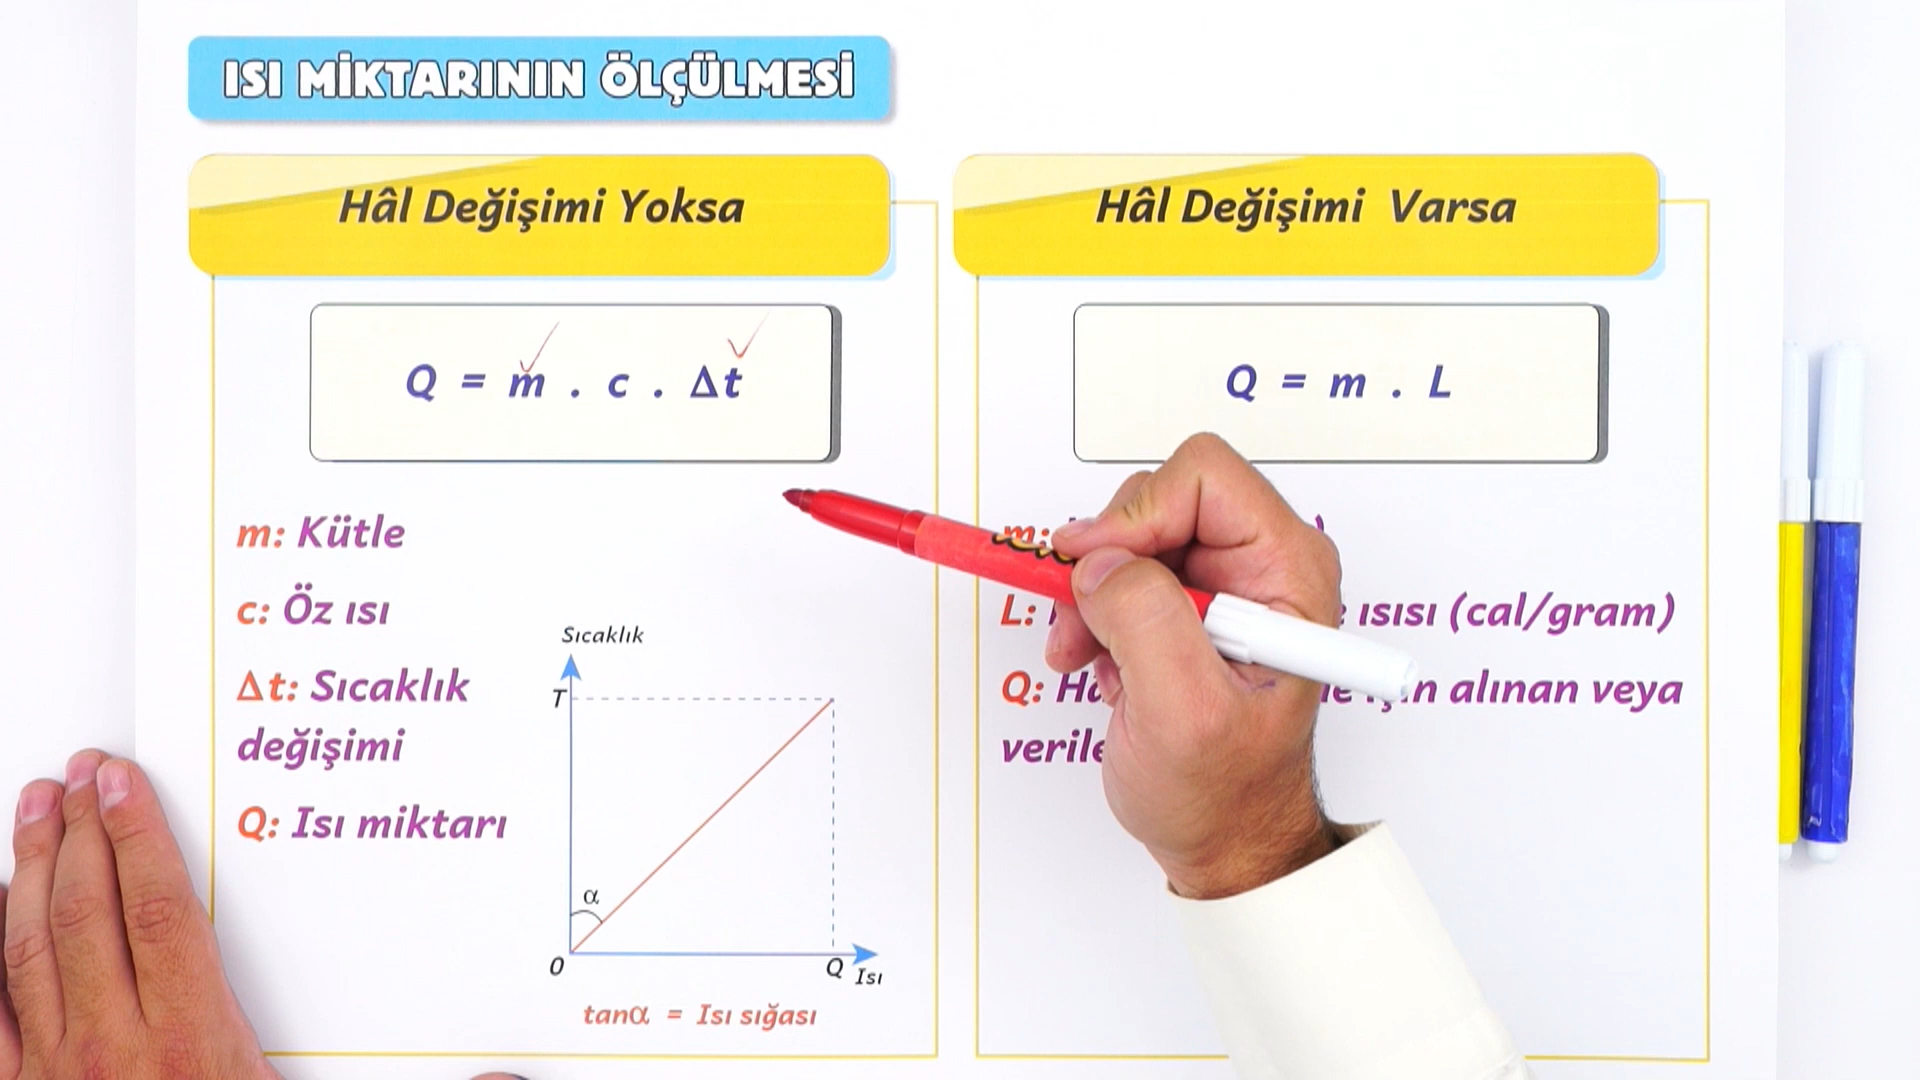 ISI MİKTARININ ÖLÇÜLMESİ
Hâl Değişimi Yoksa
Q = m . c . Δt
m: Kütle
c: Öz ısı
Δt: Sıcaklık
değişimi
Q: Isı miktarı
Sıcaklık
T
α
0
Q Isı
tanα = Isı sığası
Hâl Değişimi Varsa
Q = m . L
m:
L: ısısı (cal/gram)
Q: alınan veya